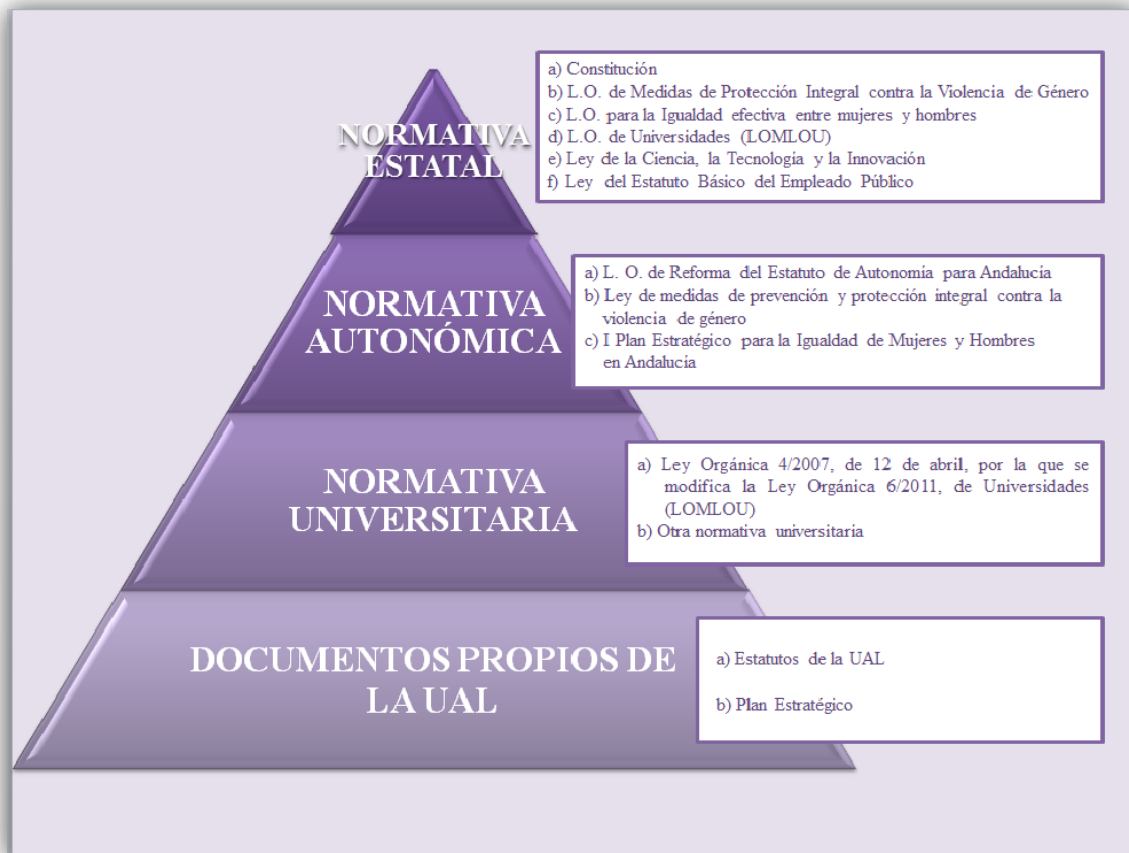 NORMATIVA
ESTATAL
a) Constitución
b) L.O. de Medidas de Protección Integral contra la Violencia de Género
c) L.O. para la Igualdad efectiva entre mujeres y hombres
d) L.O. de Universidades (LOMLOU)
e) Ley de la Ciencia, la Tecnología y la Innovación
f) Ley del Estatuto Básico del Empleado Público
NORMATIVA
AUTONÓMICA
a) L. O. de Reforma del Estatuto de Autonomía para Andalucía
b) Ley de medidas de prevención y protección integral contra la
violencia de género
c) I Plan Estratégico para la Igualdad de Mujeres y Hombres
en Andalucía
NORMATIVA
UNIVERSITARIA
a) Ley Orgánica 4/2007, de 12 de abril, por la que se
modifica la Ley Orgánica 6/2011, de Universidades
(LOMLOU)
b) Otra normativa universitaria
DOCUMENTOS PROPIOS DE
LA UAL
a) Estatutos de la UAL
b) Plan Estratégico